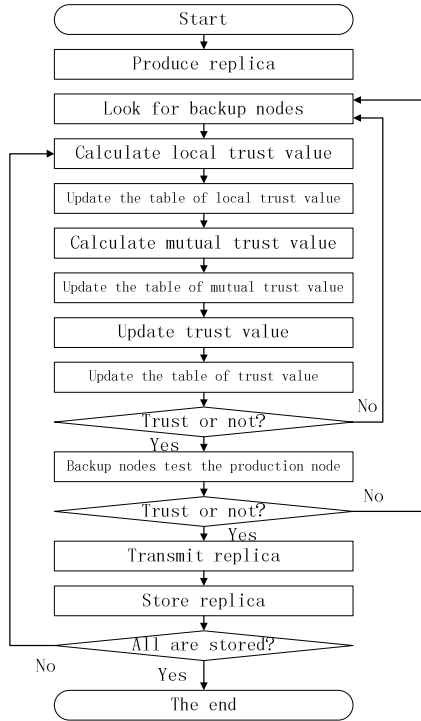 Start
Produce replica
Look for backup nodes
Calculate local trust value
Update the table of local trust value
Calculate mutual trust value
Update the table of mutual trust value
Update trust value
Update the table of trust value
No
Trust or not?
Yes
Backup nodes test the production node
No
Trust or not?
Yes
Transmit replica
Store replica
All are stored?
No
Yes
The end